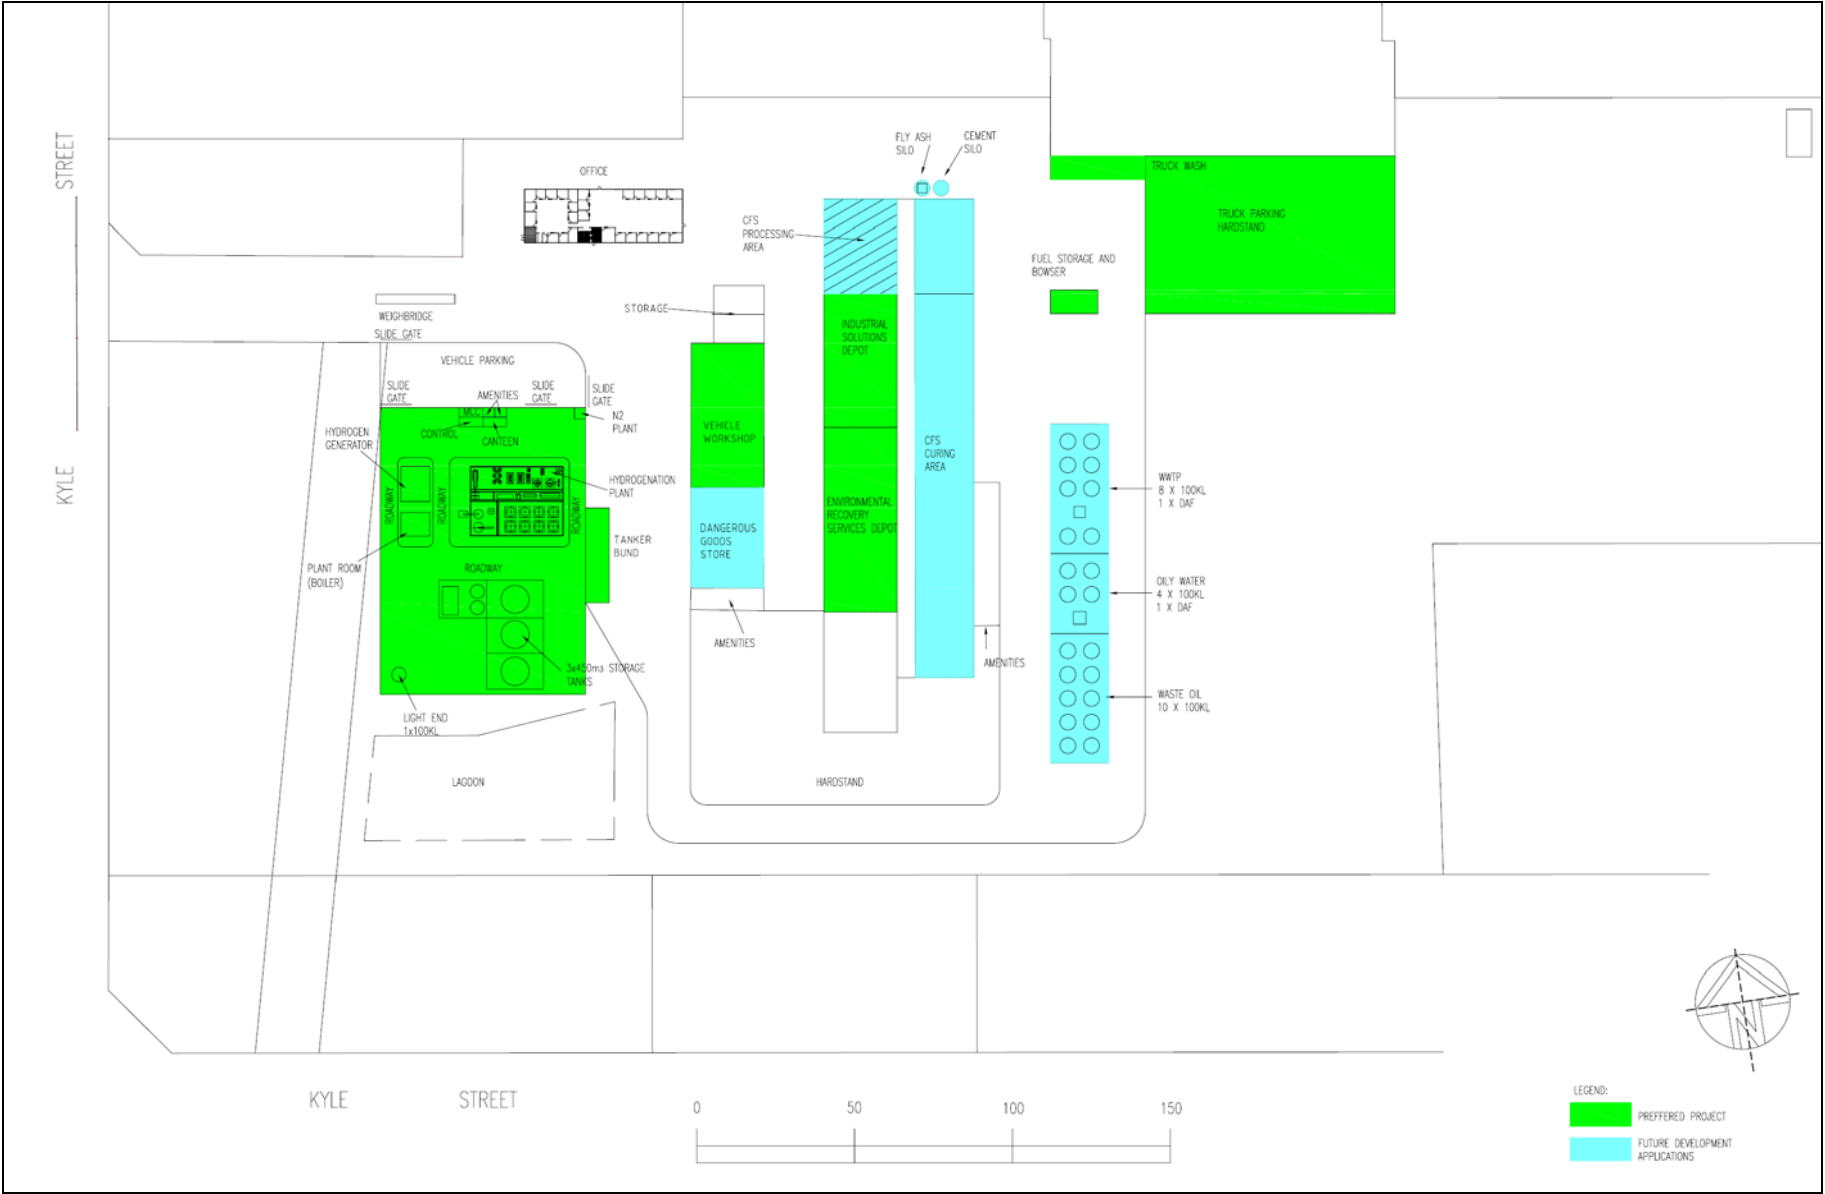 STREET
KYLE
OFFICE
FLY ASH
SILO
CEMENT
SILO
TRUCK WASH
TRUCK PARKING
HARDSTAND
CFS
PROCESSING
AREA
FUEL STORAGE AND
BOWSER
STORAGE
WEIGHBRIDGE
SLIDE GATE
VEHICLE PARKING
INDUSTRIAL
SOLUTIONS
DEPOT
SLIDE
GATE
AMENITIES
SLIDE
GATE
SLIDE
GATE
MCC
N2
PLANT
CONTROL
CANTEEN
HYDROGEN
GENERATOR
VEHICLE
WORKSHOP
CFS
CURING
AREA
HYDROGENATION
PLANT
ROADWAY
ROADWAY
ROADWAY
WWTP
8 X 100KL
1 X DAF
ENVIRONMENTAL
RECOVERY
SERVICES DEPOT
DANGEROUS
GOODS
STORE
TANKER
BUND
PLANT ROOM
(BOILER)
ROADWAY
OILY WATER
4 X 100KL
1 X DAF
AMENITIES
AMENITIES
3x450m3 STORAGE
TANKS
WASTE OIL
10 X 100KL
LIGHT END
1x100KL
LAGOON
HARDSTAND
N
KYLE STREET
0 50 100 150
LEGEND:
PREFFERED PROJECT
FUTURE DEVELOPMENT
APPLICATIONS